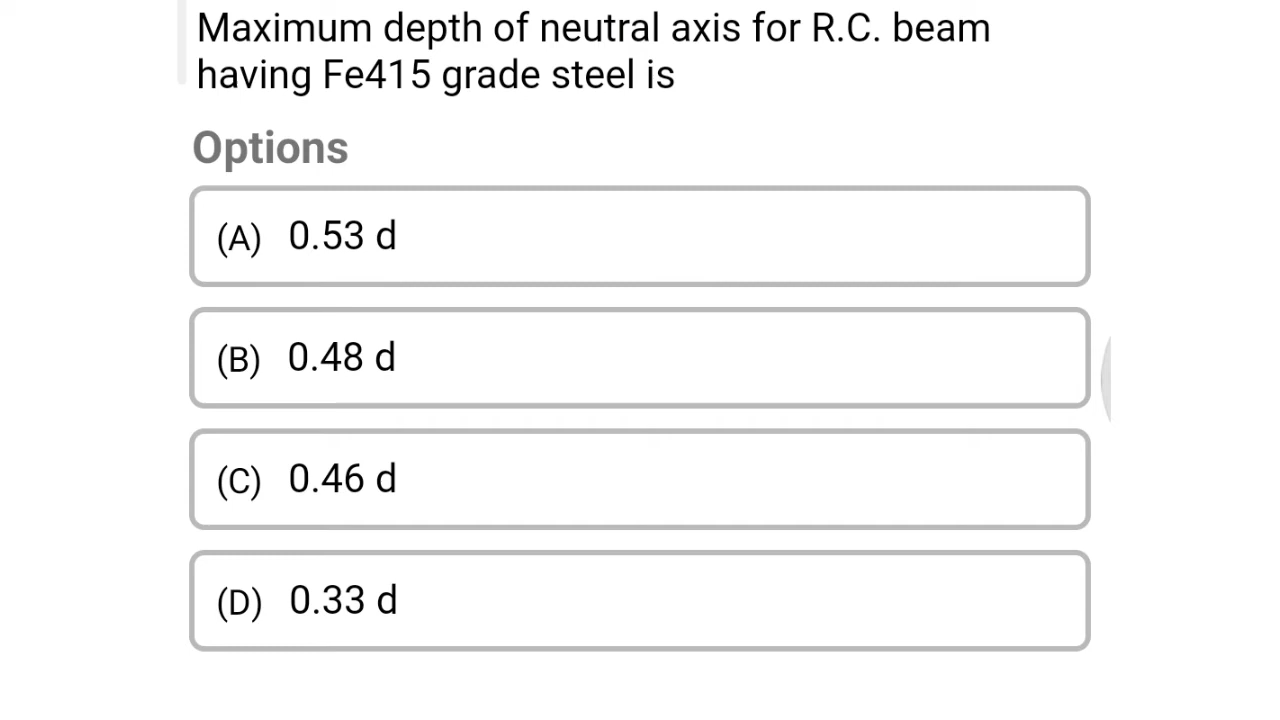 Maximum depth of neutral axis for R.C. beam
having Fe415 grade steel is
Options
(A) 0.53 d
(B) 0.48 d
(C) 0.46 d
(D) 0.33 d